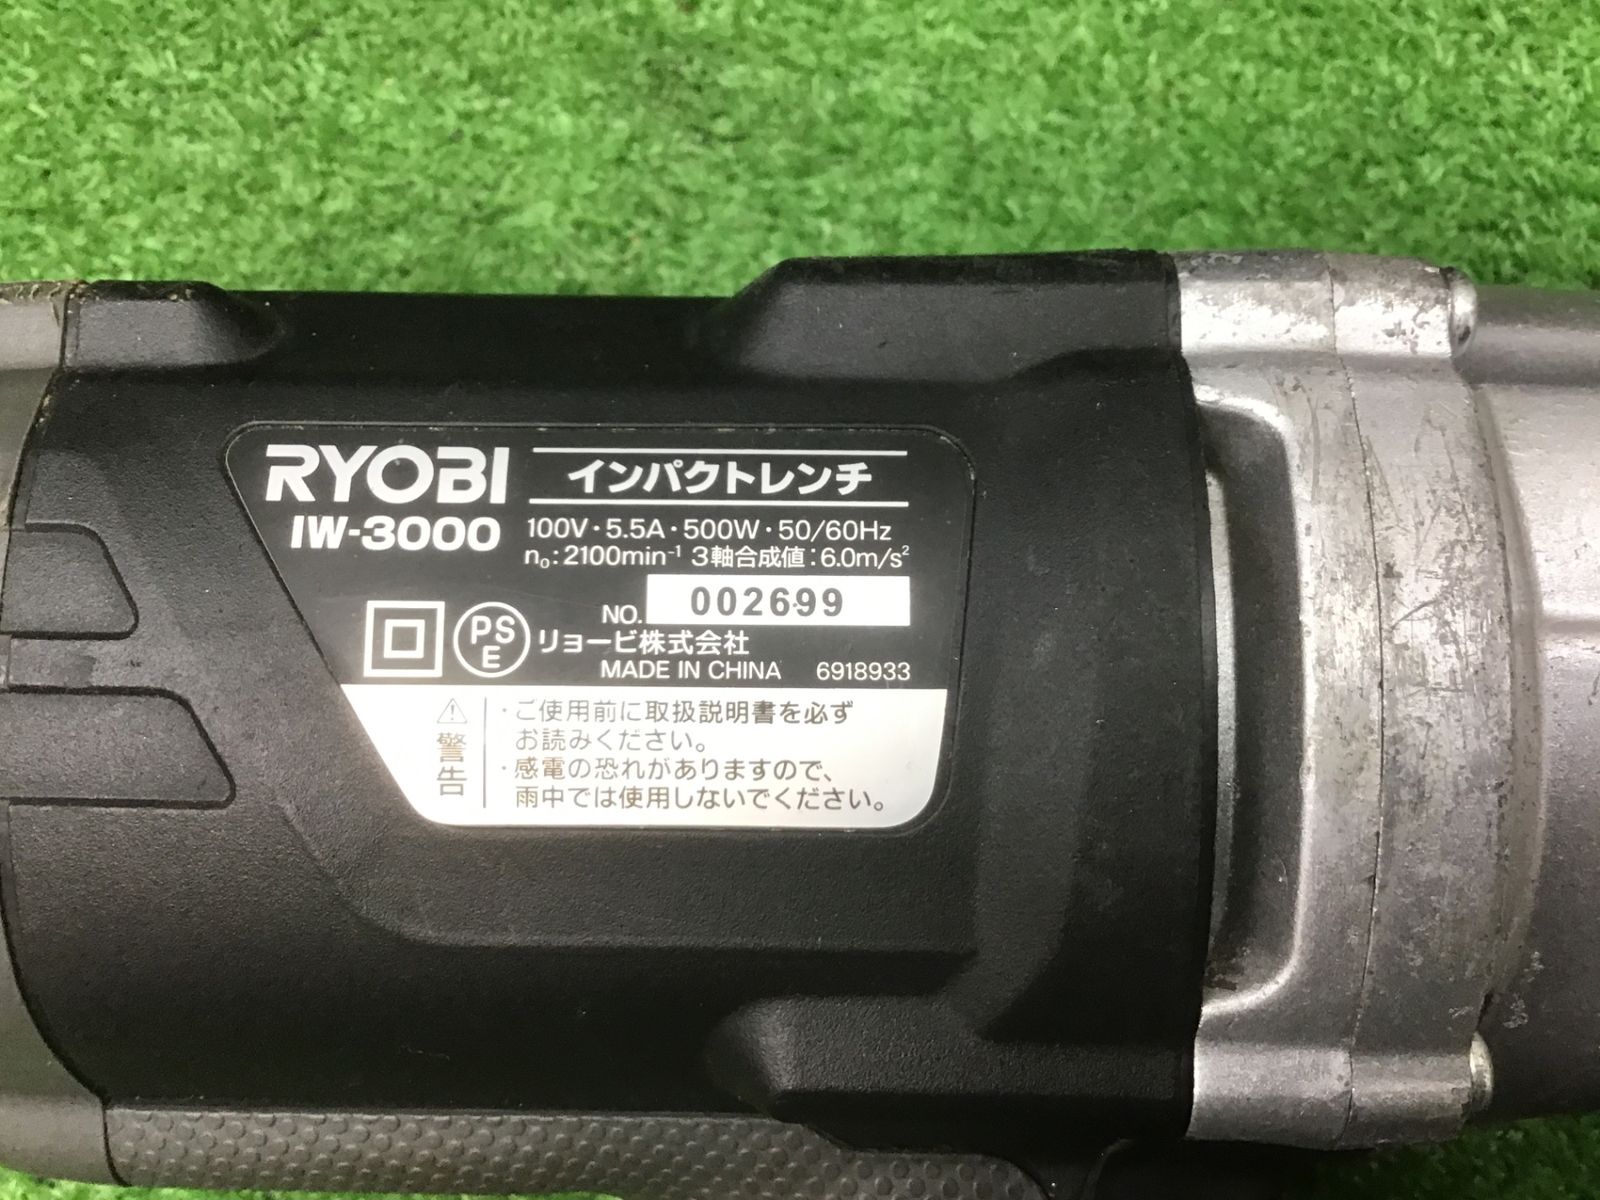 RYOBI インパクトレンチ
IW-3000 100V・5.5A・500W・50/60Hz
n₀:2100min⁻¹ 3軸合成値:6.0m/s²
NO. 002699
PSE リョービ株式会社
MADE IN CHINA 6918933
⚠警告
・ご使用前に取扱説明書を必ず
お読みください。
・感電の恐れがありますので、
雨中では使用しないでください。